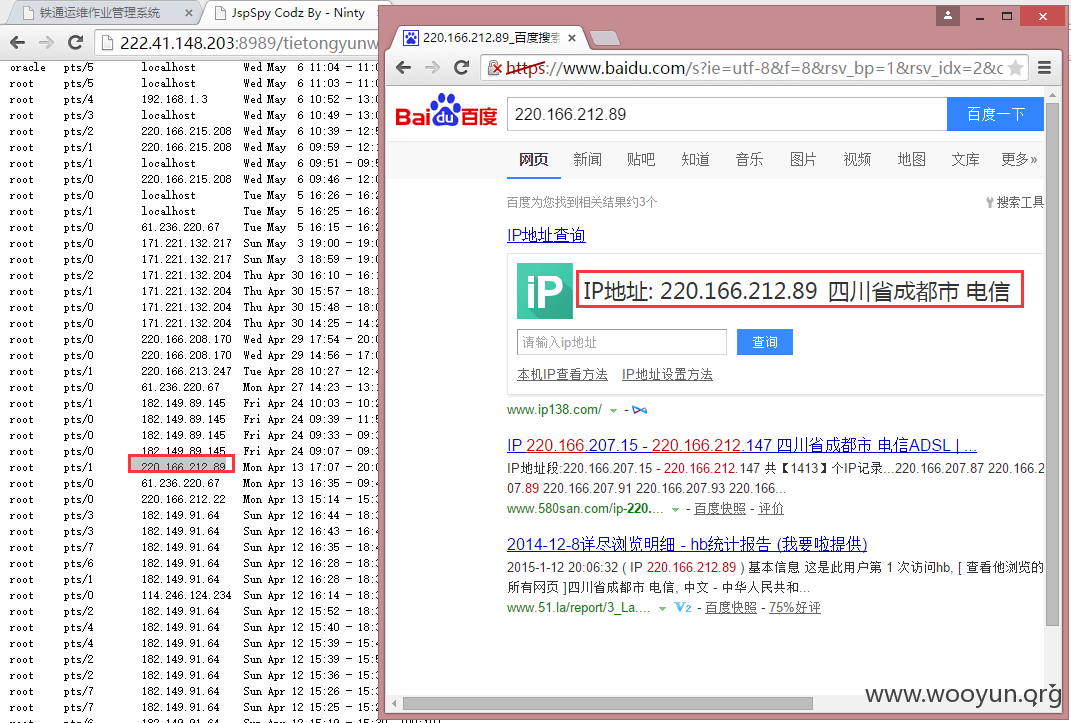 铁通运维作业管理系统
JspSpy Codz By - Ninty
222.41.148.203:8989/tietongyunw
oracle pts/5 localhost Wed May 6 11:04 - 11:0
root pts/5 localhost Wed May 6 11:03 - 11:0
root pts/4 192.168.1.3 Wed May 6 10:52 - 13:0
root pts/3 localhost Wed May 6 10:49 - 13:0
root pts/2 220.166.215.208 Wed May 6 10:39 - 12:5
root pts/1 220.166.215.208 Wed May 6 09:59 - 12:1
root pts/1 localhost Wed May 6 09:51 - 09:5
root pts/0 220.166.215.208 Wed May 6 09:46 - 12:0
root pts/0 localhost Tue May 5 16:26 - 16:2
root pts/1 localhost Tue May 5 16:25 - 16:2
root pts/0 61.236.220.67 Tue May 5 16:15 - 16:2
root pts/0 171.221.132.217 Sun May 3 19:00 - 19:0
root pts/0 171.221.132.217 Sun May 3 18:59 - 19:0
root pts/2 171.221.132.204 Thu Apr 30 16:10 - 16:1
root pts/1 171.221.132.204 Thu Apr 30 15:57 - 18:1
root pts/0 171.221.132.204 Thu Apr 30 15:48 - 18:0
root pts/0 171.221.132.204 Thu Apr 30 14:25 - 14:2
root pts/0 220.166.208.170 Wed Apr 29 17:54 - 20:0
root pts/0 220.166.208.170 Wed Apr 29 14:56 - 17:0
root pts/1 220.166.213.247 Tue Apr 28 10:27 - 12:4
root pts/0 61.236.220.67 Mon Apr 27 14:23 - 13:1
root pts/1 182.149.89.145 Fri Apr 24 10:03 - 10:2
root pts/0 182.149.89.145 Fri Apr 24 09:39 - 11:5
root pts/0 182.149.89.145 Fri Apr 24 09:33 - 09:3
root pts/0 182.149.89.145 Fri Apr 24 09:07 - 09:3
root pts/1 220.166.212.89 Mon Apr 13 17:07 - 20:0
root pts/0 61.236.220.67 Mon Apr 13 16:35 - 09:4
root pts/0 220.166.212.22 Mon Apr 13 15:14 - 15:3
root pts/3 182.149.91.64 Sun Apr 12 16:44 - 18:3
root pts/3 182.149.91.64 Sun Apr 12 16:43 - 16:4
root pts/7 182.149.91.64 Sun Apr 12 16:35 - 18:4
root pts/6 182.149.91.64 Sun Apr 12 16:28 - 18:3
root pts/1 182.149.91.64 Sun Apr 12 16:28 - 18:3
root pts/0 114.246.124.234 Sun Apr 12 16:14 - 18:3
root pts/2 182.149.91.64 Sun Apr 12 15:52 - 18:3
root pts/4 182.149.91.64 Sun Apr 12 15:40 - 18:3
root pts/4 182.149.91.64 Sun Apr 12 15:39 - 15:4
root pts/2 182.149.91.64 Sun Apr 12 15:39 - 15:5
root pts/2 182.149.91.64 Sun Apr 12 15:36 - 15:3
root pts/7 182.149.91.64 Sun Apr 12 15:26 - 15:3
root pts/7 182.149.91.64 Sun Apr 12 15:25 - 15:2
root pts/6 182.149.91.64 Sun Apr 12 15:19
220.166.212.89_百度搜索
https://www.baidu.com/s?ie=utf-8&f=8&rsv_bp=1&rsv_idx=2&c
Bai du 百度
220.166.212.89
百度一下
网页 新闻 贴吧 知道 音乐 图片 视频 地图 文库 更多»
百度为您找到相关结果约3个
搜索工具
IP地址查询
iP
IP地址: 220.166.212.89 四川省成都市 电信
请输入ip地址
查询
本机IP查看方法 IP地址设置方法
www.ip138.com/ -
IP 220.166.207.15 - 220.166.212.147 四川省成都市 电信ADSL | ...
IP地址段:220.166.207.15 - 220.166.212.147 共【1413】个IP记录...220.166.207.87 220.166.2
07.89 220.166.207.91 220.166.207.93 220.166...
www.580san.com/ip-220.... - 百度快照 - 评价
2014-12-8详尽浏览明细 - hb统计报告 (我要啦提供)
2015-1-12 20:06:32 ( IP 220.166.212.89 ) 基本信息 这是此用户第 1 次访问hb, [ 查看他浏览的
所有网页 ]四川省成都市 电信, 中文 - 中华人民共和...
www.51.la/report/3_La.... V2 - 百度快照 - 75%好评
www.wooyun.org